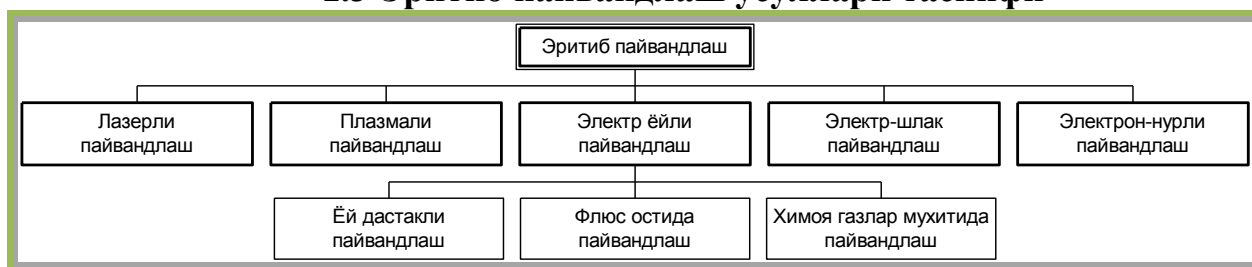 Эритиб пайвандлаш
Лазерли
пайвандлаш
Плазмали
пайвандлаш
Электр ёйли
пайвандлаш
Электр-шлак
пайвандлаш
Электрон-нурли
пайвандлаш
Ёй дастакли
пайвандлаш
Флюс остида
пайвандлаш
Химоя газлар мухитида
пайвандлаш